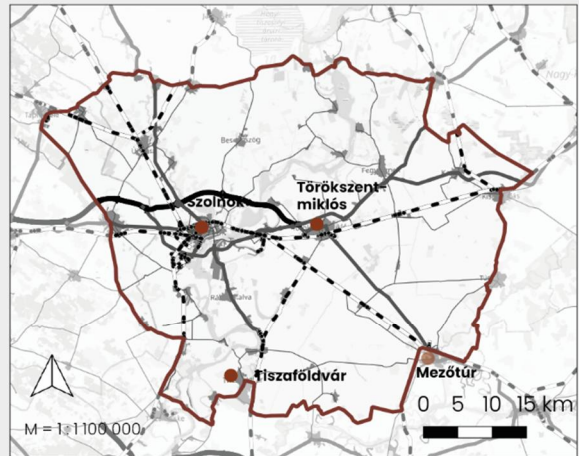 Szolnok
Törökszent-
miklós
Tiszaföldvár
Mezőtúr
0 5 10 15 km
M = 1: 1 100 000